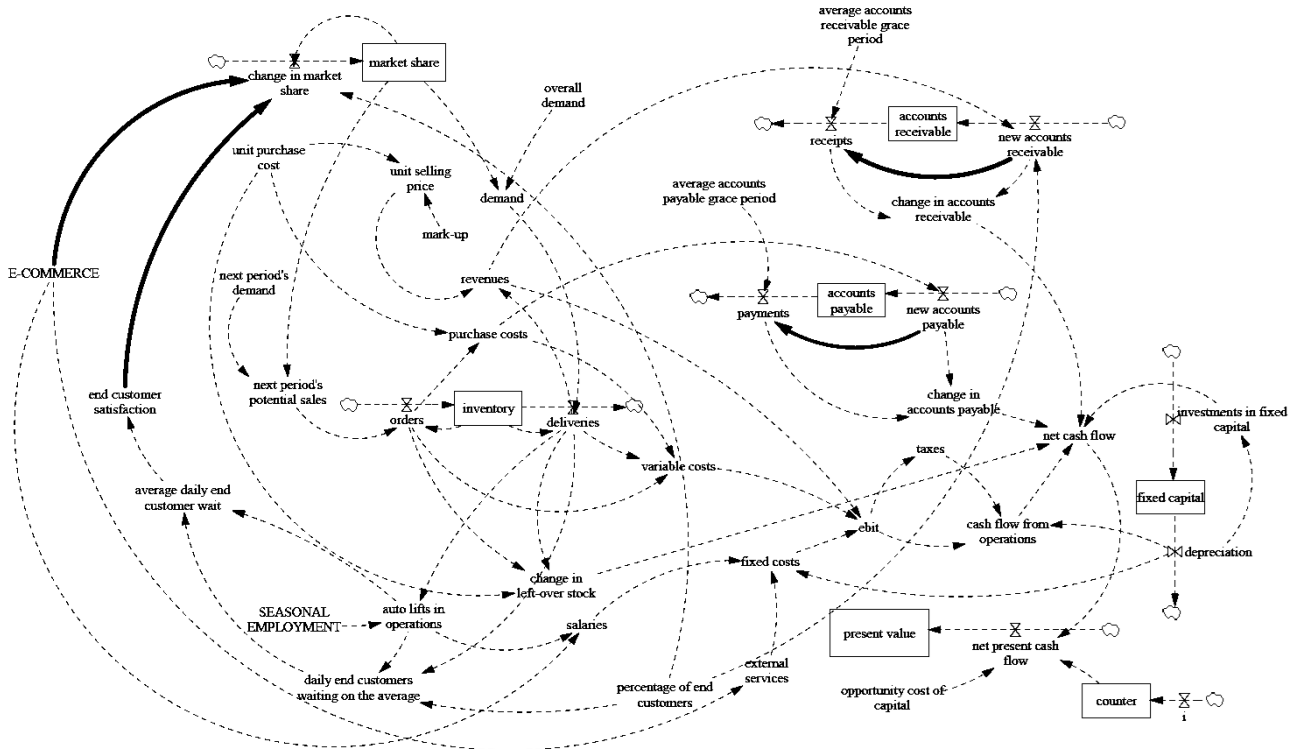 average accounts
receivable grace
period
market share
change in market
share
overall
demand
accounts
receivable
receipts
new accounts
receivable
unit purchase
cost
unit selling
price
average accounts
payable grace period
demand
change in accounts
receivable
mark-up
E-COMMERCE
next period's
demand
revenues
accounts
payable
payments
new accounts
payable
purchase costs
next period's
potential sales
end customer
satisfaction
inventory
orders
deliveries
change in
accounts payable
investments in fixed
capital
net cash flow
taxes
variable costs
average daily end
customer wait
fixed capital
ebit
cash flow from
operations
depreciation
fixed costs
change in
left-over stock
SEASONAL
EMPLOYMENT
auto lifts in
operations
salaries
present value
net present cash
flow
external
services
daily end customers
waiting on the average
percentage of end
customers
opportunity cost of
capital
counter
i